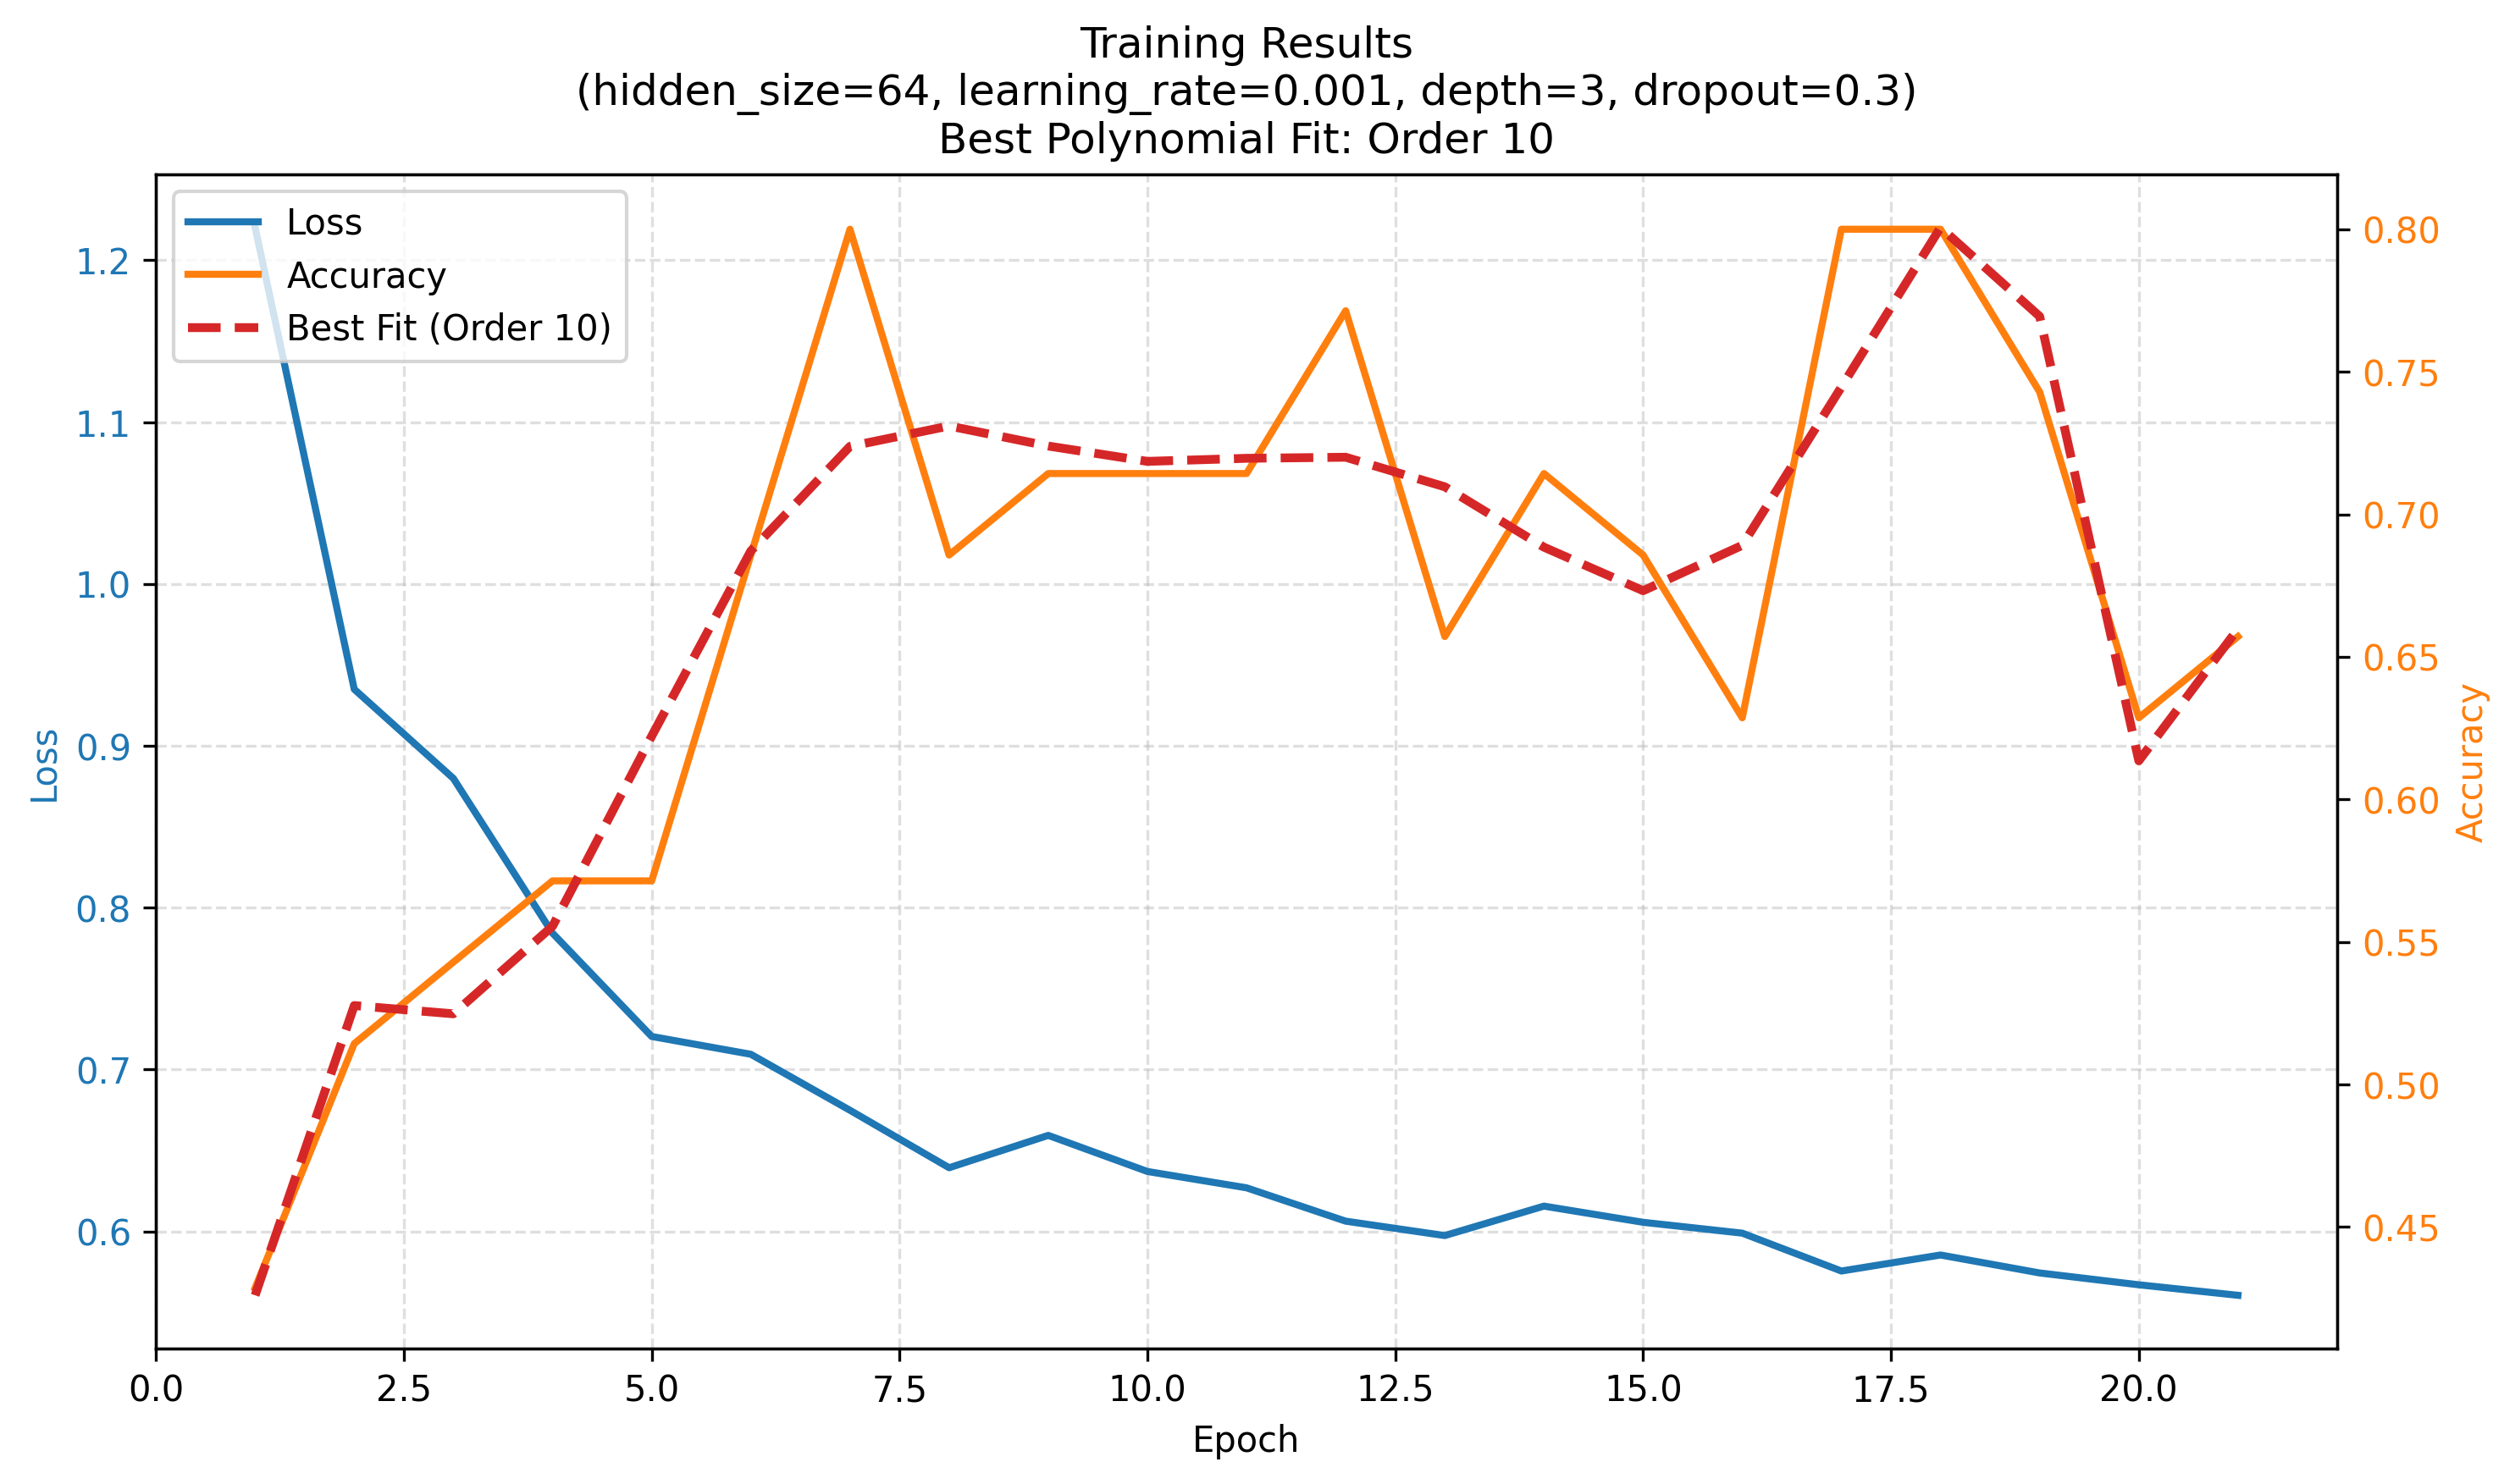 Training Results
(hidden_size=64, learning_rate=0.001, depth=3, dropout=0.3)
Best Polynomial Fit: Order 10
Loss
Accuracy
Best Fit (Order 10)
1.2
1.1
1.0
0.9
0.8
0.7
0.6
Loss
0.80
0.75
0.70
0.65
0.60
0.55
0.50
0.45
Accuracy
0.0 2.5 5.0 7.5 10.0 12.5 15.0 17.5 20.0
Epoch